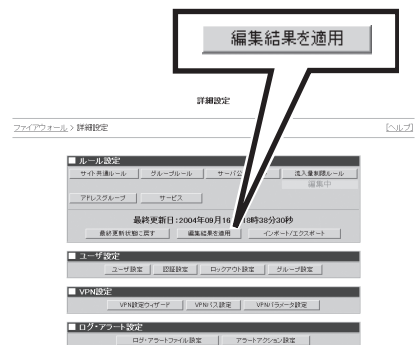 編集結果を適用
詳細設定
ファイアウォール > 詳細設定 [ヘルプ]
■ ルール設定
サイト共通ルール グループルール サーバ公 流入量制限ルール
編集中
アドレスグループ サービス
最終更新日:2004年09月16 18時38分30秒
最終更新状態に戻す 編集結果を適用 インポート/エクスポート
■ ユーザ設定
ユーザ設定 認証設定 ロックアウト設定 グループ設定
■ VPN設定
VPN設定ウィザード VPNパス設定 VPNパラメータ設定
■ ログ・アラート設定
ログ・アラートファイル設定 アラートアクション設定